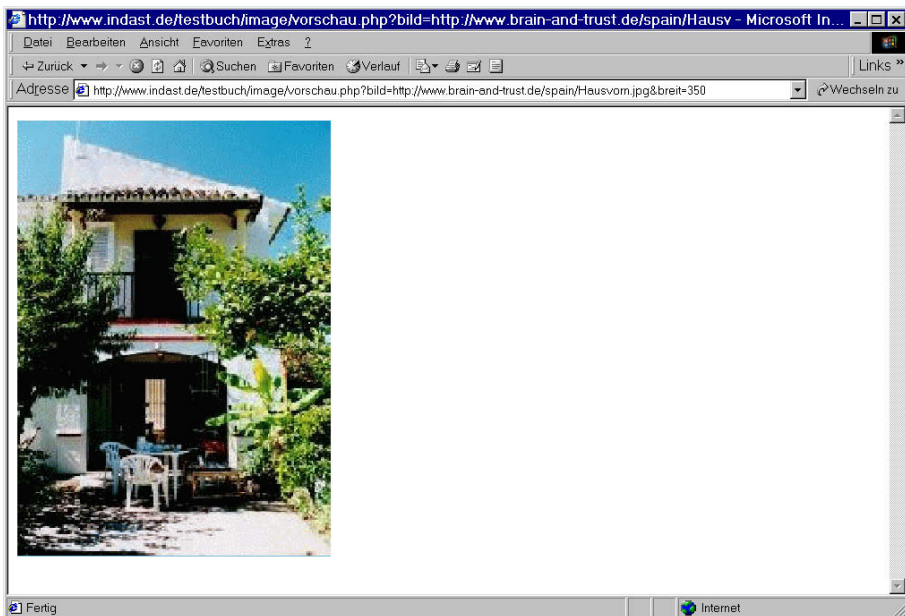 http://www.indast.de/testbuch/image/vorschau.php?bild=http://www.brain-and-trust.de/spain/Hausv - Microsoft In...
Datei Bearbeiten Ansicht Favoriten Extras ?
Zurück Suchen Favoriten Verlauf Links »
Adresse http://www.indast.de/testbuch/image/vorschau.php?bild=http://www.brain-and-trust.de/spain/Hausvorn.jpg&breit=350 Wechseln zu
Fertig Internet